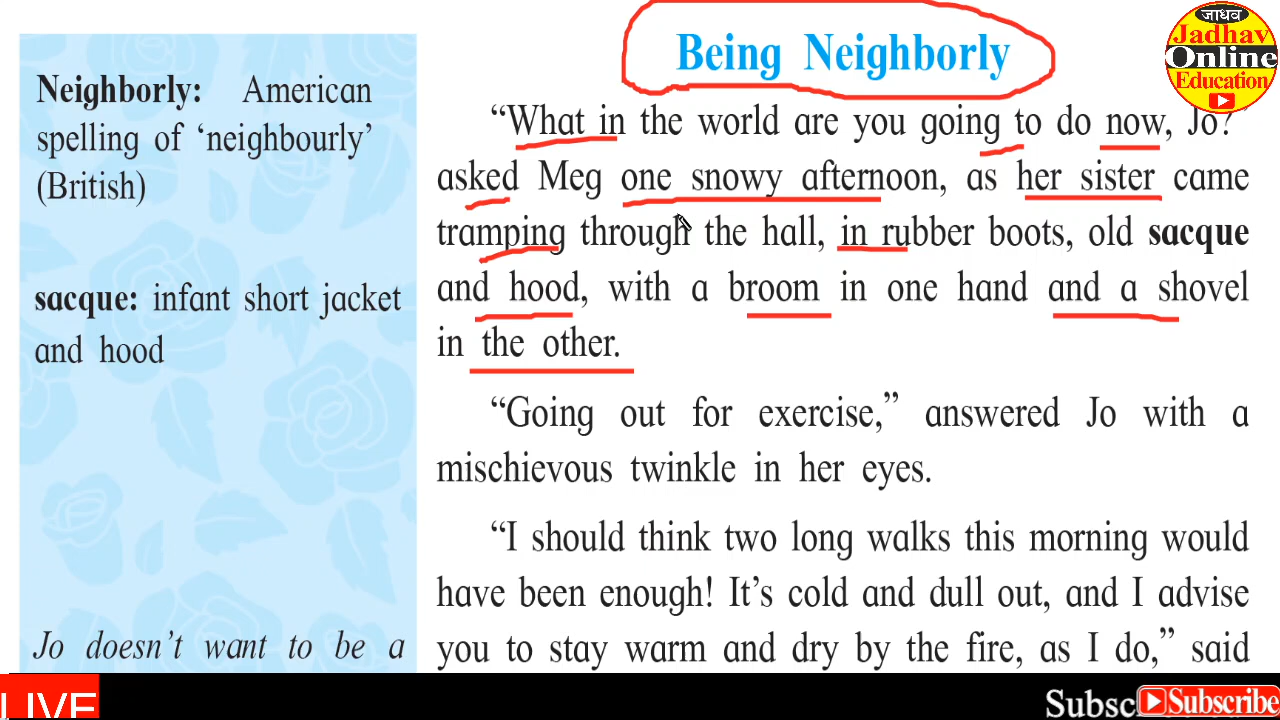 Being Neighborly
जाधव
Jadhav
Online
Education
Neighborly: American
spelling of ‘neighbourly’
(British)
sacque: infant short jacket
and hood
Jo doesn’t want to be a
“What in the world are you going to do now, Jo?
asked Meg one snowy afternoon, as her sister came
tramping through the hall, in rubber boots, old sacque
and hood, with a broom in one hand and a shovel
in the other.
“Going out for exercise,” answered Jo with a
mischievous twinkle in her eyes.
“I should think two long walks this morning would
have been enough! It’s cold and dull out, and I advise
you to stay warm and dry by the fire, as I do,” said
LIVE
Subsc
Subscribe